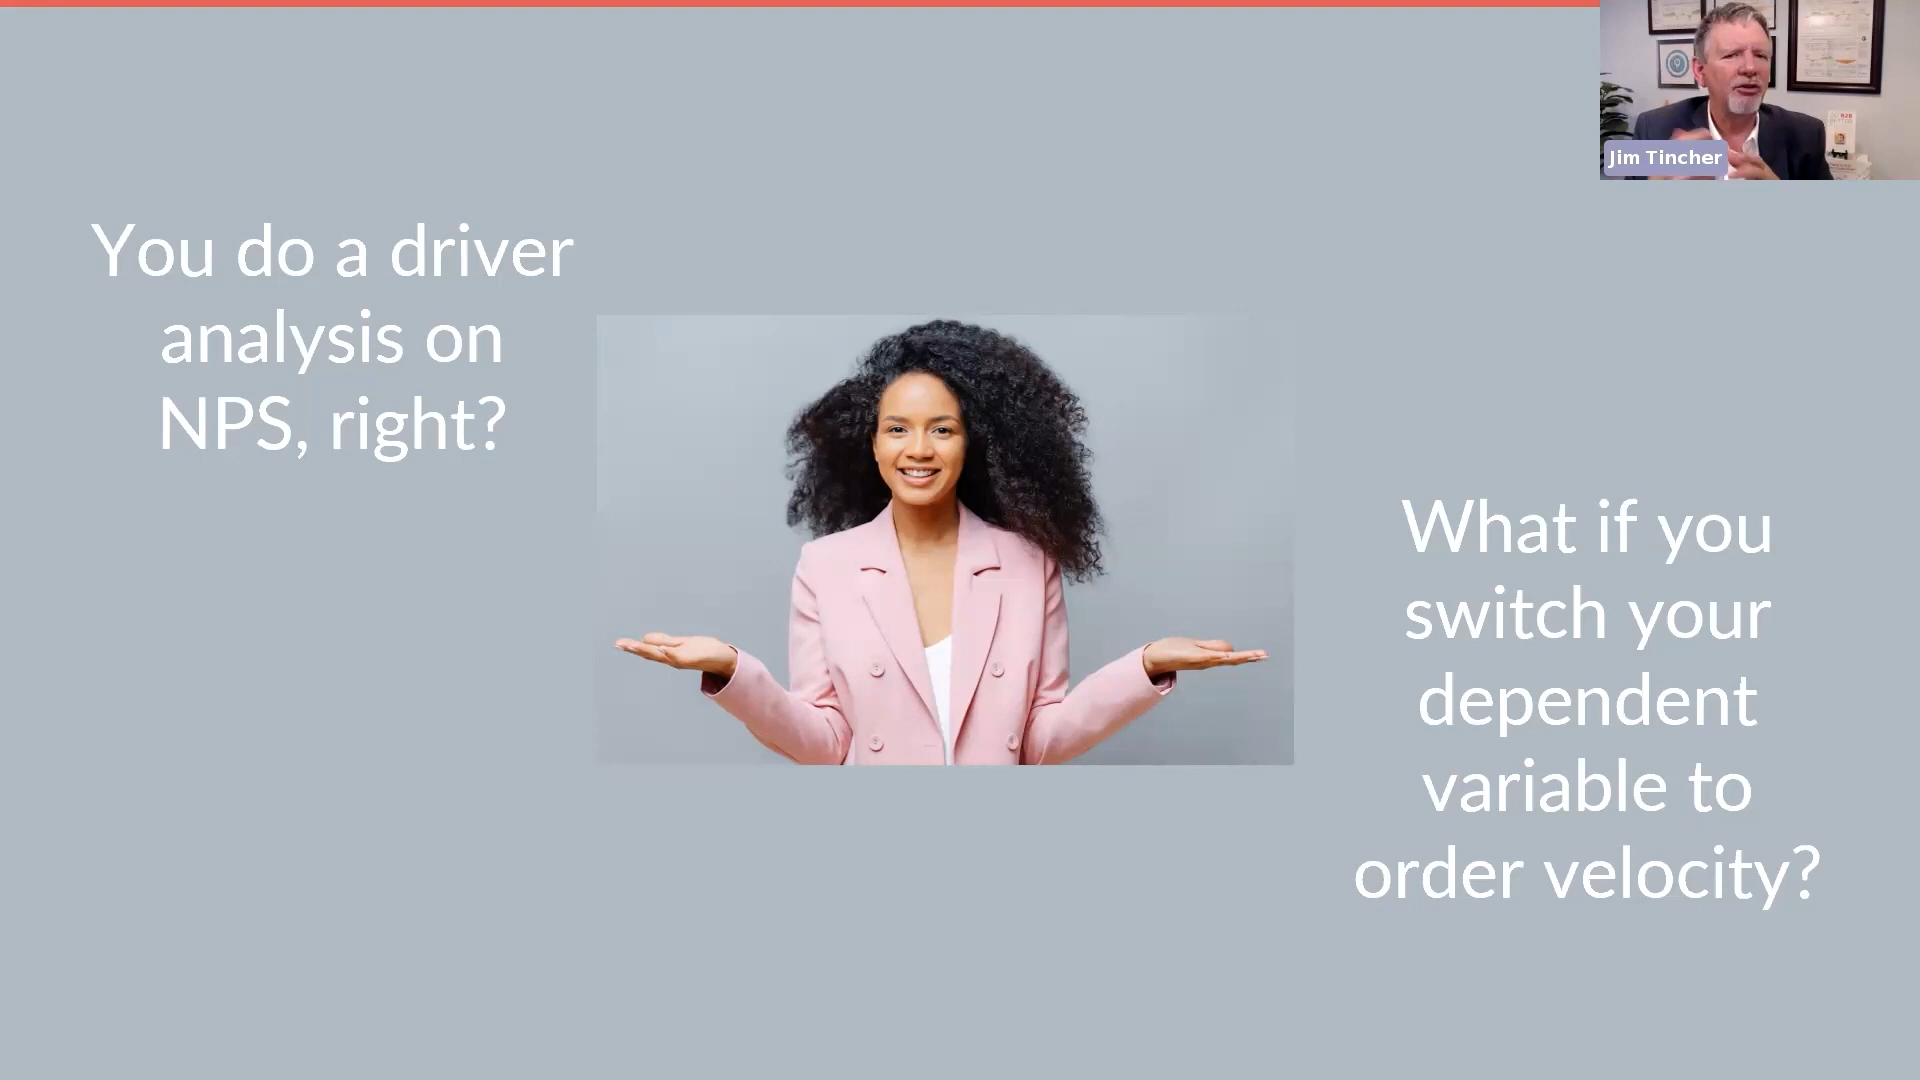 You do a driver
analysis on
NPS, right?
What if you
switch your
dependent
variable to
order velocity?
Jim Tincher